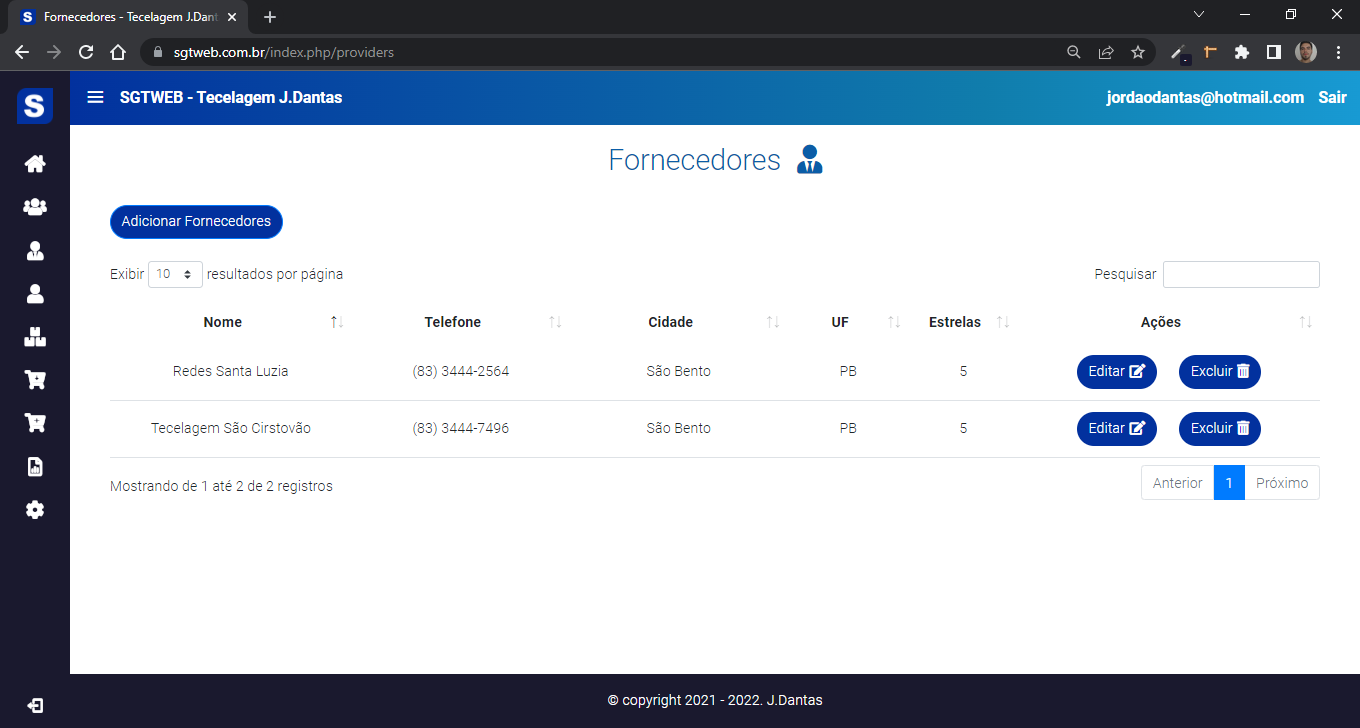 S Fornecedores - Tecelagem J.Dant
sgtweb.com.br/index.php/providers
S
SGTWEB - Tecelagem J.Dantas jordaodantas@hotmail.com Sair
Fornecedores
Adicionar Fornecedores
Exibir 10 resultados por página Pesquisar
Nome Telefone Cidade UF Estrelas Ações
Redes Santa Luzia (83) 3444-2564 São Bento PB 5 Editar Excluir
Tecelagem São Cirstovão (83) 3444-7496 São Bento PB 5 Editar Excluir
Mostrando de 1 até 2 de 2 registros Anterior 1 Próximo
© copyright 2021 - 2022. J.Dantas